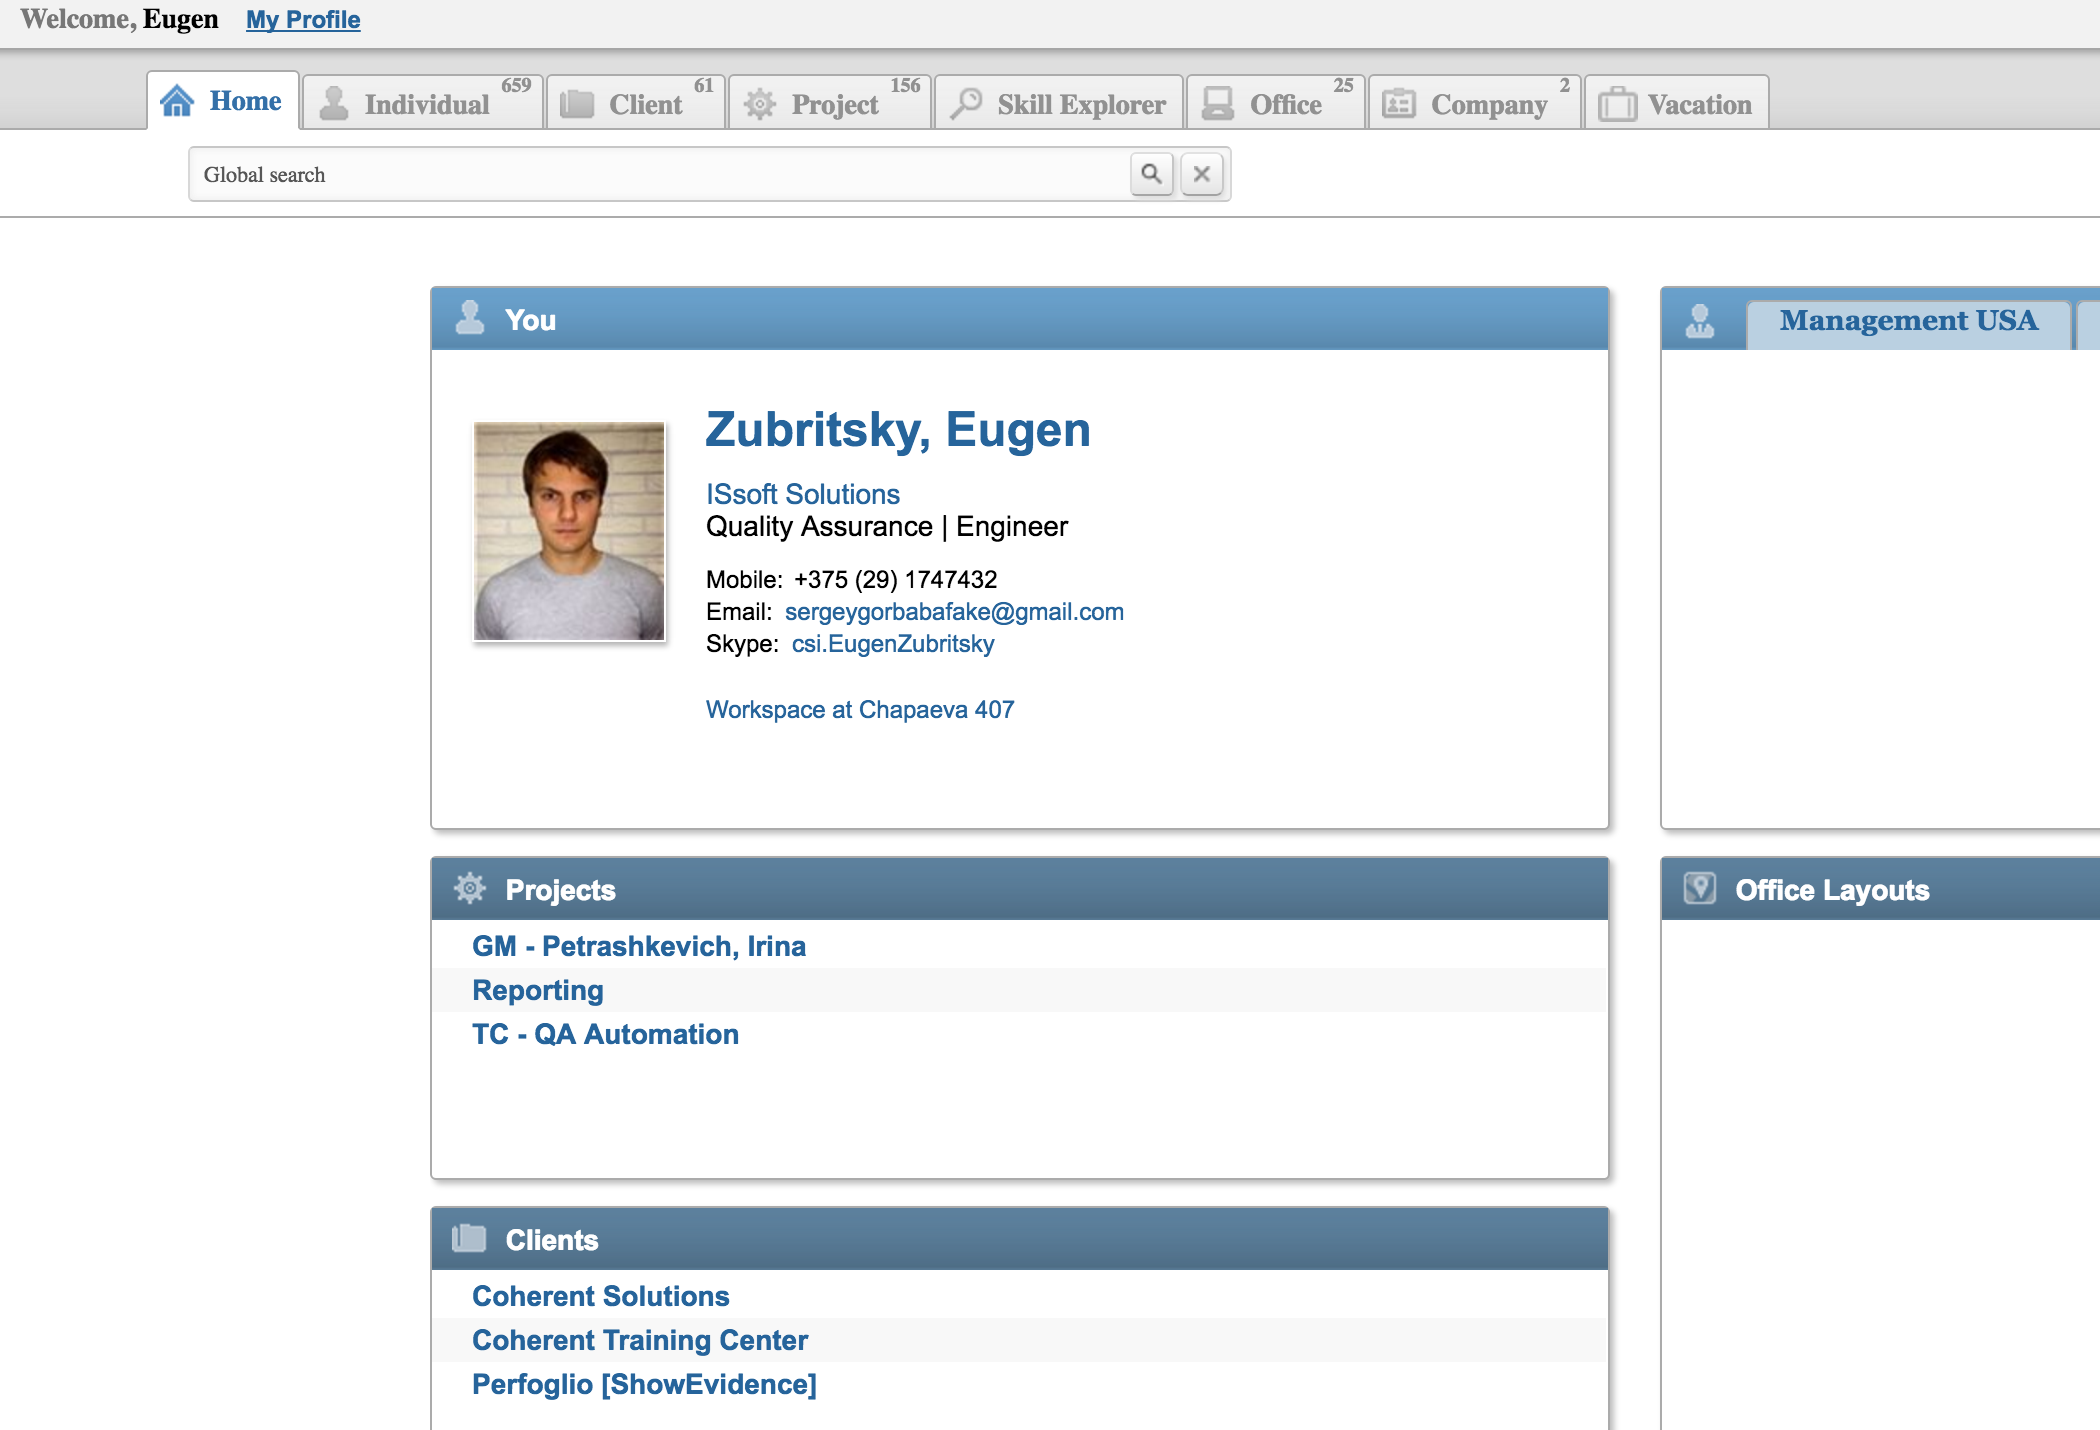 Welcome, Eugen My Profile
Home Individual 659 Client 61 Project 156 Skill Explorer Office 25 Company 2 Vacation
Global search
You
Management USA
Zubritsky, Eugen
ISsoft Solutions
Quality Assurance | Engineer
Mobile: +375 (29) 1747432
Email: sergeygorbabafake@gmail.com
Skype: csi.EugenZubritsky
Workspace at Chapaeva 407
Projects
GM - Petrashkevich, Irina
Reporting
TC - QA Automation
Office Layouts
Clients
Coherent Solutions
Coherent Training Center
Perfoglio [ShowEvidence]